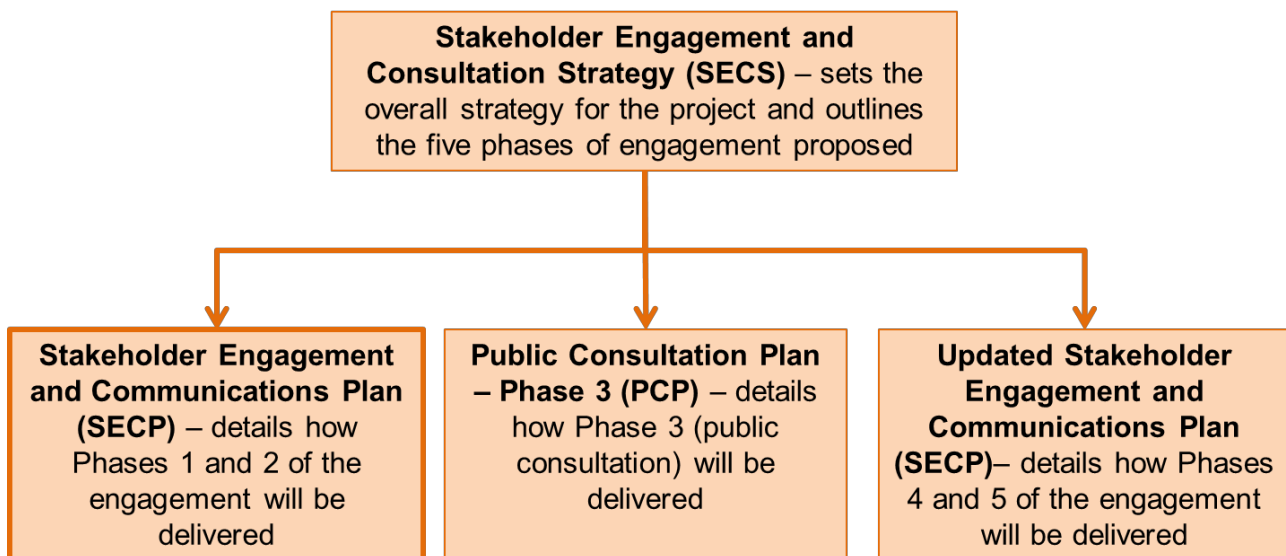 Stakeholder Engagement and
Consultation Strategy (SECS) – sets the
overall strategy for the project and outlines
the five phases of engagement proposed
Stakeholder Engagement
and Communications Plan
(SECP) – details how
Phases 1 and 2 of the
engagement will be
delivered
Public Consultation Plan
– Phase 3 (PCP) – details
how Phase 3 (public
consultation) will be
delivered
Updated Stakeholder
Engagement and
Communications Plan
(SECP)– details how Phases
4 and 5 of the engagement
will be delivered